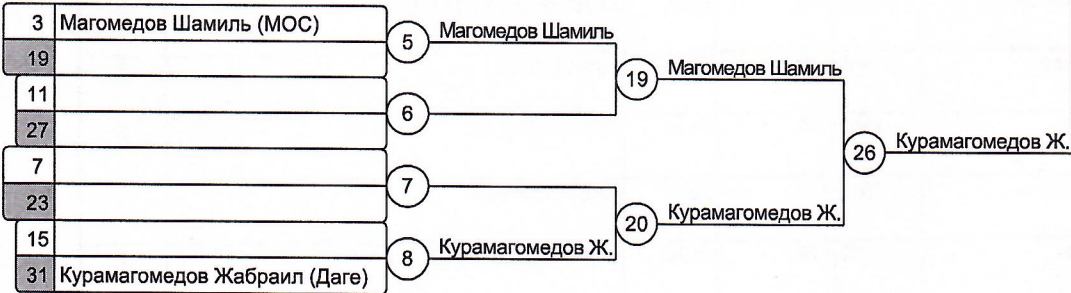 3 Магомедов Шамиль (МОС)
19
11
27
7
23
15
31 Курамагомедов Жабраил (Даге)
5 Магомедов Шамиль
6
7
8 Курамагомедов Ж.
19 Магомедов Шамиль
20 Курамагомедов Ж.
26 Курамагомедов Ж.